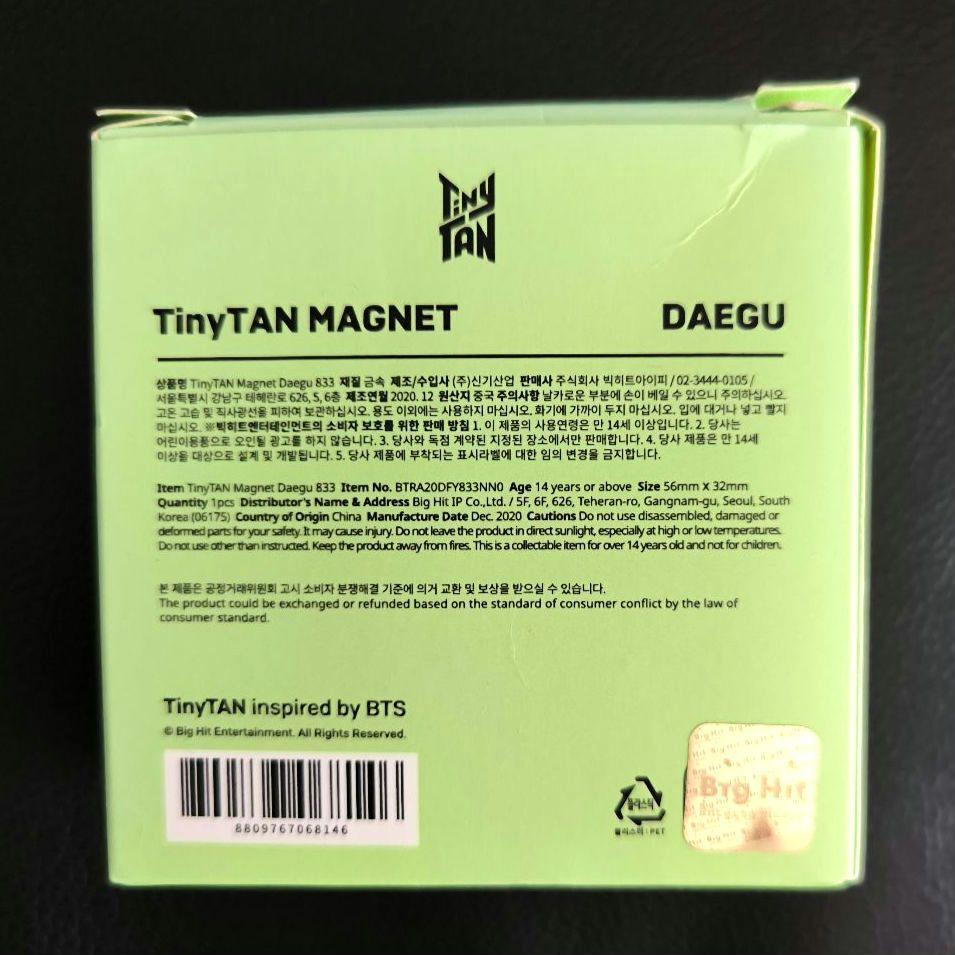 TiNY
TAN
TinyTAN MAGNET DAEGU
상품명 TinyTAN Magnet Daegu 833 재질 금속 제조/수입사 (주)신기산업 판매사 주식회사 빅히트아이피 / 02-3444-0105 /
서울특별시 강남구 테헤란로 626, 5, 6층 제조연월 2020. 12 원산지 중국 주의사항 날카로운 부분에 손이 베일 수 있으니 주의하십시오.
고온 고습 및 직사광선을 피하여 보관하십시오. 용도 이외에는 사용하지 마십시오. 화기에 가까이 두지 마십시오. 입에 대거나 넣고 빨지
마십시오. ※빅히트엔터테인먼트의 소비자 보호를 위한 판매 방침 1. 이 제품의 사용연령은 만 14세 이상입니다. 2. 당사는
어린이용품으로 오인될 광고를 하지 않습니다. 3. 당사와 독점 계약된 지정된 장소에서만 판매합니다. 4. 당사 제품은 만 14세
이상을 대상으로 설계 및 개발됩니다. 5. 당사 제품에 부착되는 표시라벨에 대한 임의 변경을 금지합니다.
Item TinyTAN Magnet Daegu 833 Item No. BTRA20DFY833NN0 Age 14 years or above Size 56mm X 32mm
Quantity 1pcs Distributor's Name & Address Big Hit IP Co.,Ltd. / 5F, 6F, 626, Teheran-ro, Gangnam-gu, Seoul, South
Korea (06175) Country of Origin China Manufacture Date Dec. 2020 Cautions Do not use disassembled, damaged or
deformed parts for your safety. It may cause injury. Do not leave the product in direct sunlight, especially at high or low temperatures.
Do not use other than instructed. Keep the product away from fires. This is a collectable item for over 14 years old and not for children.
본 제품은 공정거래위원회 고시 소비자 분쟁해결 기준에 의거 교환 및 보상을 받으실 수 있습니다.
The product could be exchanged or refunded based on the standard of consumer conflict by the law of
consumer standard.
TinyTAN inspired by BTS
© Big Hit Entertainment. All Rights Reserved.
8809767068146
플라스틱
플라스틱 : PET
Big Hit